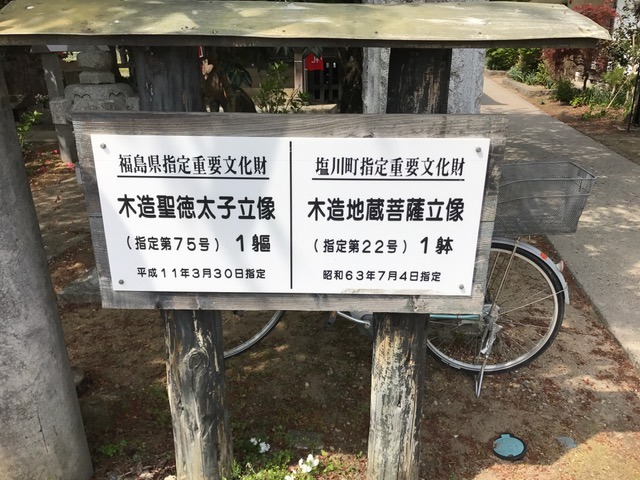 福島県指定重要文化財
木造聖徳太子立像
(指定第75号) 1軀
平成11年3月30日指定
塩川町指定重要文化財
木造地蔵菩薩立像
(指定第22号) 1躰
昭和63年7月4日指定